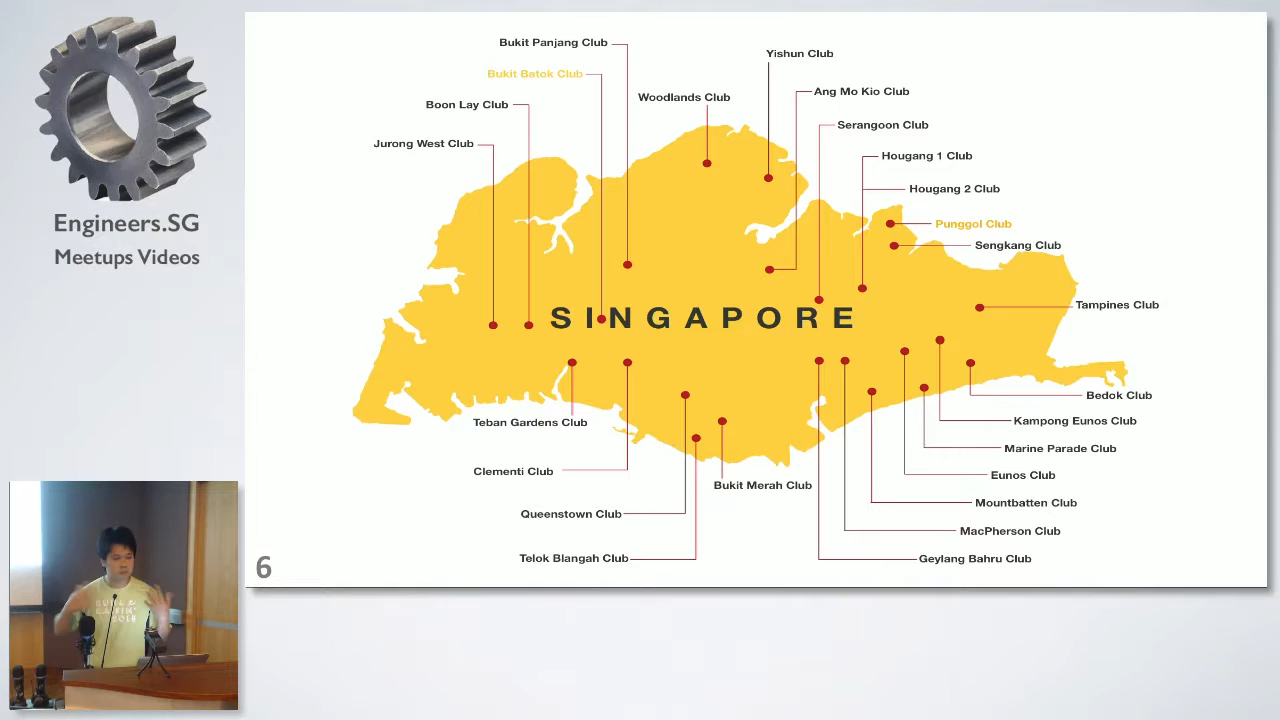 Engineers.SG
Meetups Videos
Bukit Panjang Club
Bukit Batok Club
Boon Lay Club
Jurong West Club
Woodlands Club
Yishun Club
Ang Mo Kio Club
Serangoon Club
Hougang 1 Club
Hougang 2 Club
Punggol Club
Sengkang Club
Tampines Club
SINGAPORE
Bedok Club
Kampong Eunos Club
Marine Parade Club
Eunos Club
Mountbatten Club
MacPherson Club
Geylang Bahru Club
Teban Gardens Club
Clementi Club
Queenstown Club
Bukit Merah Club
Telok Blangah Club
6
2018